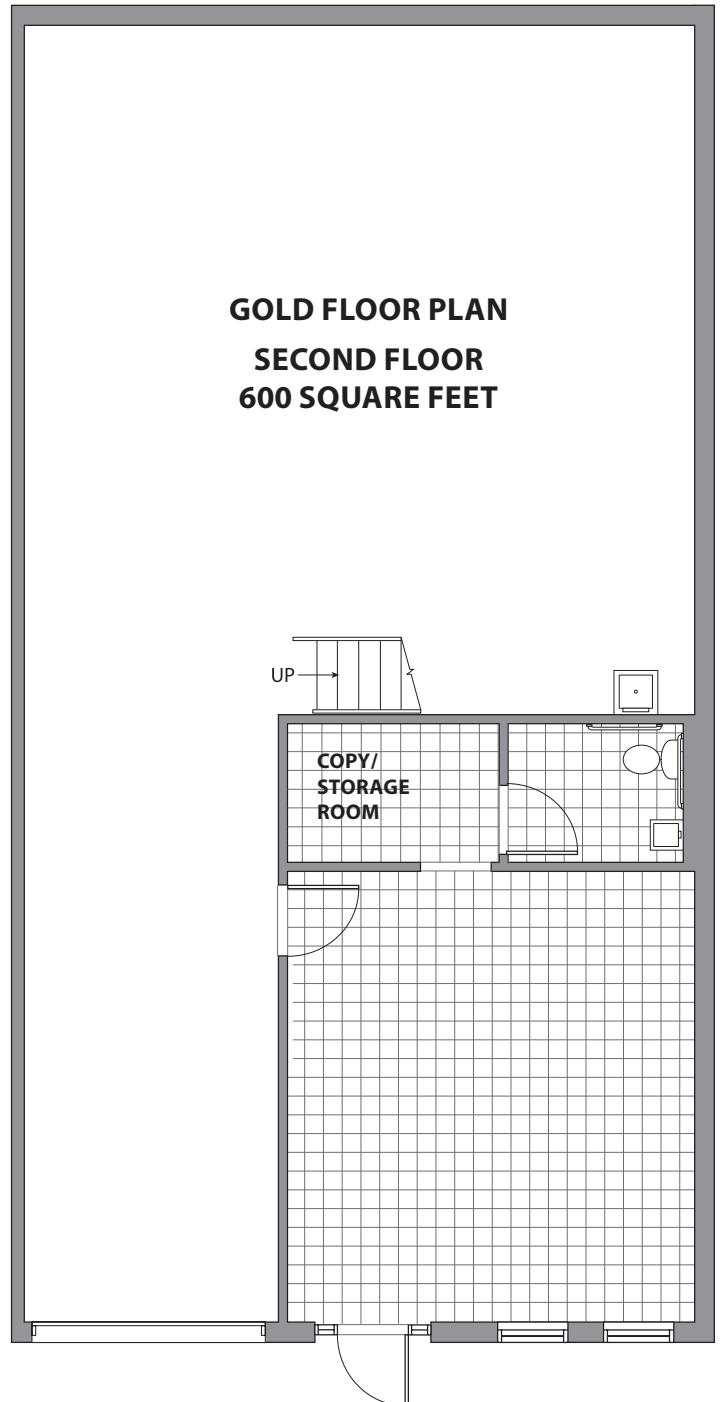 GOLD FLOOR PLAN
SECOND FLOOR
600 SQUARE FEET
UP
COPY/
STORAGE
ROOM